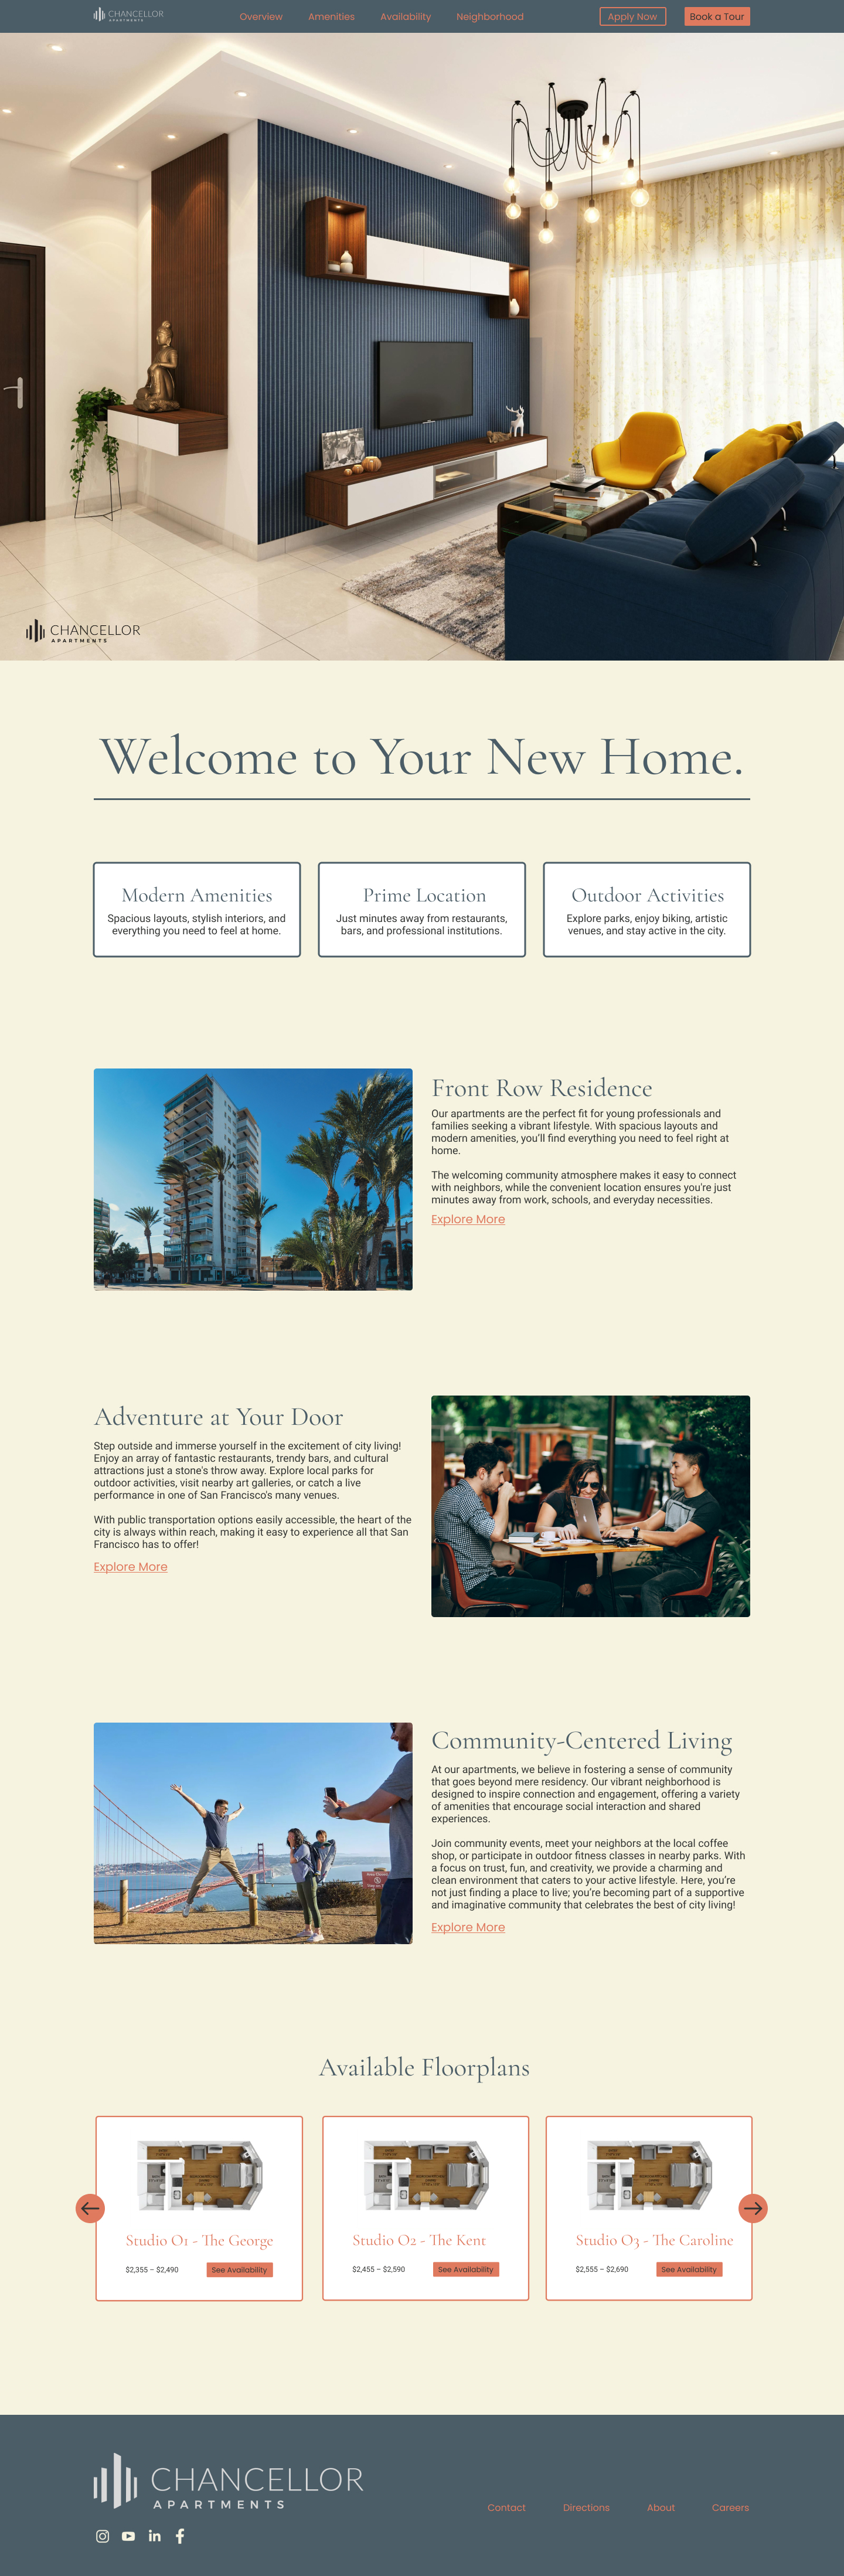 CHANCELLOR
APARTMENTS
Overview
Amenities
Availability
Neighborhood
Apply Now
Book a Tour
CHANCELLOR
APARTMENTS
Welcome to Your New Home.
Modern Amenities
Spacious layouts, stylish interiors, and
everything you need to feel at home.
Prime Location
Just minutes away from restaurants,
bars, and professional institutions.
Outdoor Activities
Explore parks, enjoy biking, artistic
venues, and stay active in the city.
Front Row Residence
Our apartments are the perfect fit for young professionals and
families seeking a vibrant lifestyle. With spacious layouts and
modern amenities, you'll find everything you need to feel right at
home.
The welcoming community atmosphere makes it easy to connect
with neighbors, while the convenient location ensures you're just
minutes away from work, schools, and everyday necessities.
Explore More
Adventure at Your Door
Step outside and immerse yourself in the excitement of city living!
Enjoy an array of fantastic restaurants, trendy bars, and cultural
attractions just a stone's throw away. Explore local parks for
outdoor activities, visit nearby art galleries, or catch a live
performance in one of San Francisco's many venues.
With public transportation options easily accessible, the heart of the
city is always within reach, making it easy to experience all that San
Francisco has to offer!
Explore More
Community-Centered Living
At our apartments, we believe in fostering a sense of community
that goes beyond mere residency. Our vibrant neighborhood is
designed to inspire connection and engagement, offering a variety
of amenities that encourage social interaction and shared
experiences.
Join community events, meet your neighbors at the local coffee
shop, or participate in outdoor fitness classes in nearby parks. With
a focus on trust, fun, and creativity, we provide a charming and
clean environment that caters to your active lifestyle. Here, you're
not just finding a place to live; you're becoming part of a supportive
and imaginative community that celebrates the best of city living!
Explore More
Available Floorplans
Studio O1 - The George
$2,355 – $2,490
See Availability
Studio O2 - The Kent
$2,455 – $2,590
See Availability
Studio O3 - The Caroline
$2,555 – $2,690
See Availability
CHANCELLOR
APARTMENTS
Contact
Directions
About
Careers